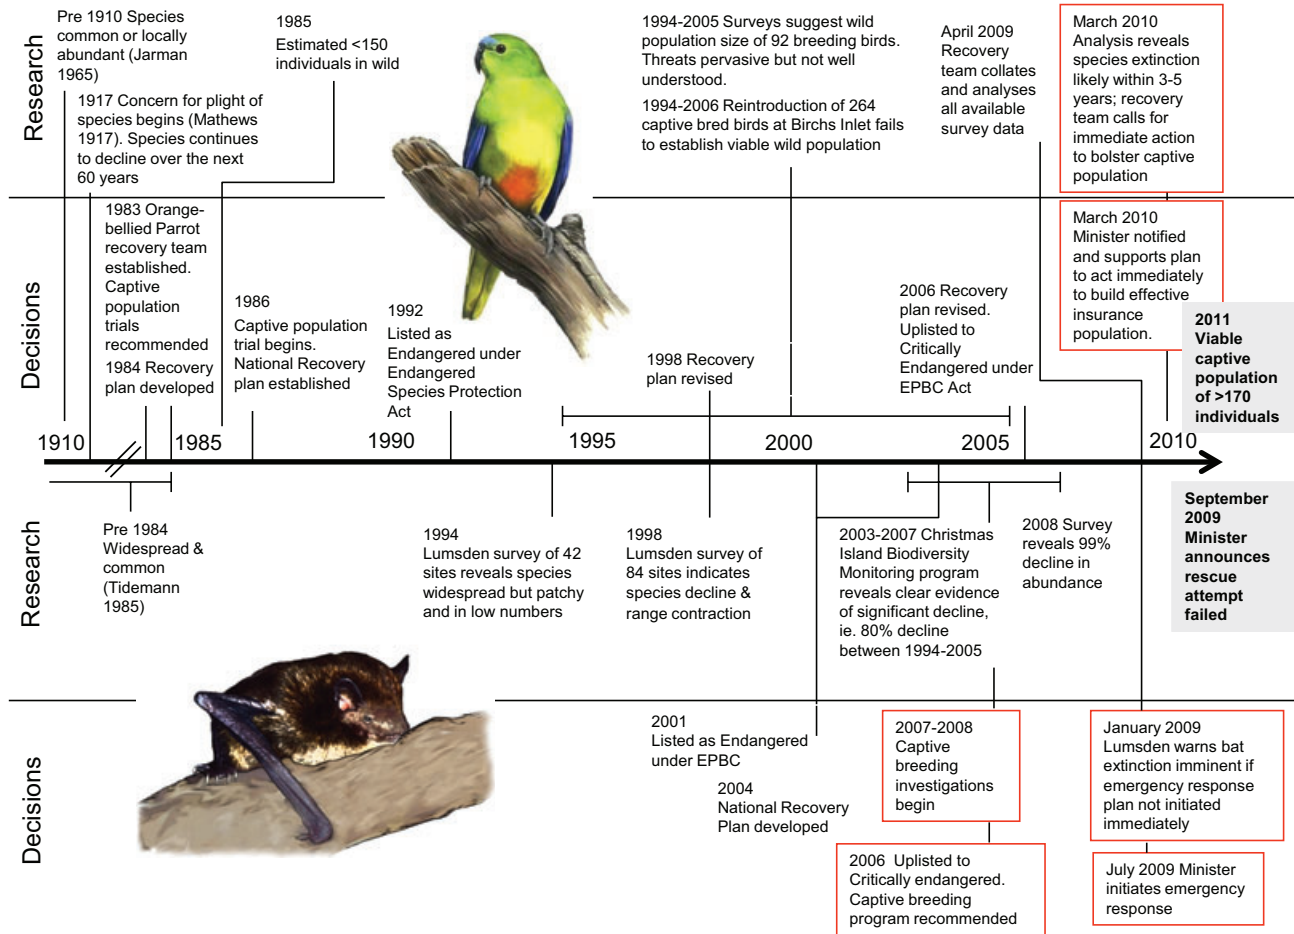 Research
Pre 1910 Species
common or locally
abundant (Jarman
1965)
1917 Concern for plight of
species begins (Mathews
1917). Species continues
to decline over the next
60 years
1985
Estimated <150
individuals in wild
1994-2005 Surveys suggest wild
population size of 92 breeding birds.
Threats pervasive but not well
understood.
1994-2006 Reintroduction of 264
captive bred birds at Birchs Inlet fails
to establish viable wild population
April 2009
Recovery
team collates
and analyses
all available
survey data
March 2010
Analysis reveals
species extinction
likely within 3-5
years; recovery
team calls for
immediate action
to bolster captive
population
Decisions
1983 Orange-
bellied Parrot
recovery team
established.
Captive
population
trials
recommended
1984 Recovery
plan developed
1986
Captive population
trial begins.
National Recovery
plan established
1992
Listed as
Endangered under
Endangered
Species Protection
Act
1998 Recovery
plan revised
2006 Recovery
plan revised.
Uplisted to
Critically
Endangered under
EPBC Act
March 2010
Minister notified
and supports plan
to act immediately
to build effective
insurance
population.
2011
Viable
captive
population
of >170
individuals
1910 1985 1990 1995 2000 2005 2010
Research
Pre 1984
Widespread &
common
(Tidemann
1985)
1994
Lumsden survey of 42
sites reveals species
widespread but patchy
and in low numbers
1998
Lumsden survey of
84 sites indicates
species decline &
range contraction
2003-2007 Christmas
Island Biodiversity
Monitoring program
reveals clear evidence
of significant decline,
ie. 80% decline
between 1994-2005
2008 Survey
reveals 99%
decline in
abundance
September
2009
Minister
announces
rescue
attempt
failed
Decisions
2001
Listed as Endangered
under EPBC
2004
National Recovery
Plan developed
2007-2008
Captive
breeding
investigations
begin
2006 Uplisted to
Critically endangered.
Captive breeding
program recommended
January 2009
Lumsden warns bat
extinction imminent if
emergency response
plan not initiated
immediately
July 2009 Minister
initiates emergency
response